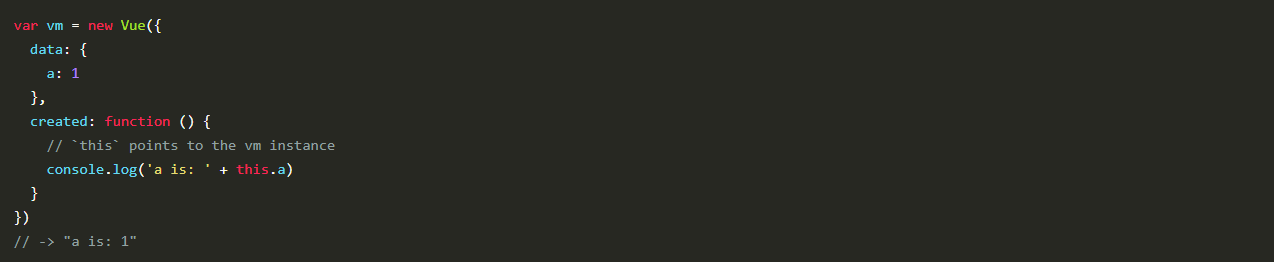 var vm = new Vue({
  data: {
    a: 1
  },
  created: function () {
    // `this` points to the vm instance
    console.log('a is: ' + this.a)
  }
})
// -> "a is: 1"